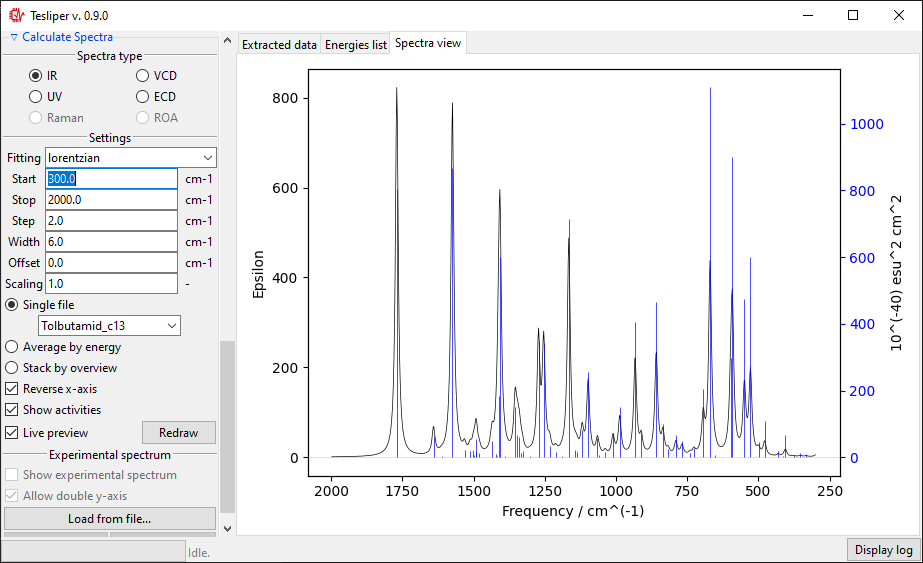 Tesliper v. 0.9.0
▽ Calculate Spectra
Spectra type
IR VCD
UV ECD
Raman ROA
Settings
Fitting lorentzian
Start 300.0 cm-1
Stop 2000.0 cm-1
Step 2.0 cm-1
Width 6.0 cm-1
Offset 0.0 cm-1
Scaling 1.0 -
Single file
Tolbutamid_c13
Average by energy
Stack by overview
Reverse x-axis
Show activities
Live preview Redraw
Experimental spectrum
Show experimental spectrum
Allow double y-axis
Load from file...
Idle.
Extracted data Energies list Spectra view
800
600
400
200
0
Epsilon
1000
800
600
400
200
0
10^(-40) esu^2 cm^2
2000 1750 1500 1250 1000 750 500 250
Frequency / cm^(-1)
Display log